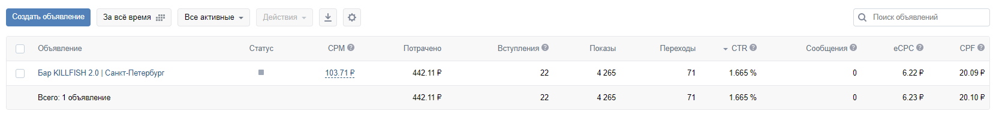 Создать объявление За всё время Все активные Действия Поиск объявлений
Объявление Статус CPM ? Потрачено Вступления ? Показы Переходы CTR ? Сообщения ? eCPC ? CPF ?
Бар KILLFISH 2.0 | Санкт-Петербург 103.71 ₽ 442.11 ₽ 22 4 265 71 1.665 % 0 6.22 ₽ 20.09 ₽
Всего: 1 объявление 442.11 ₽ 22 4 265 71 1.665 % 0 6.23 ₽ 20.10 ₽